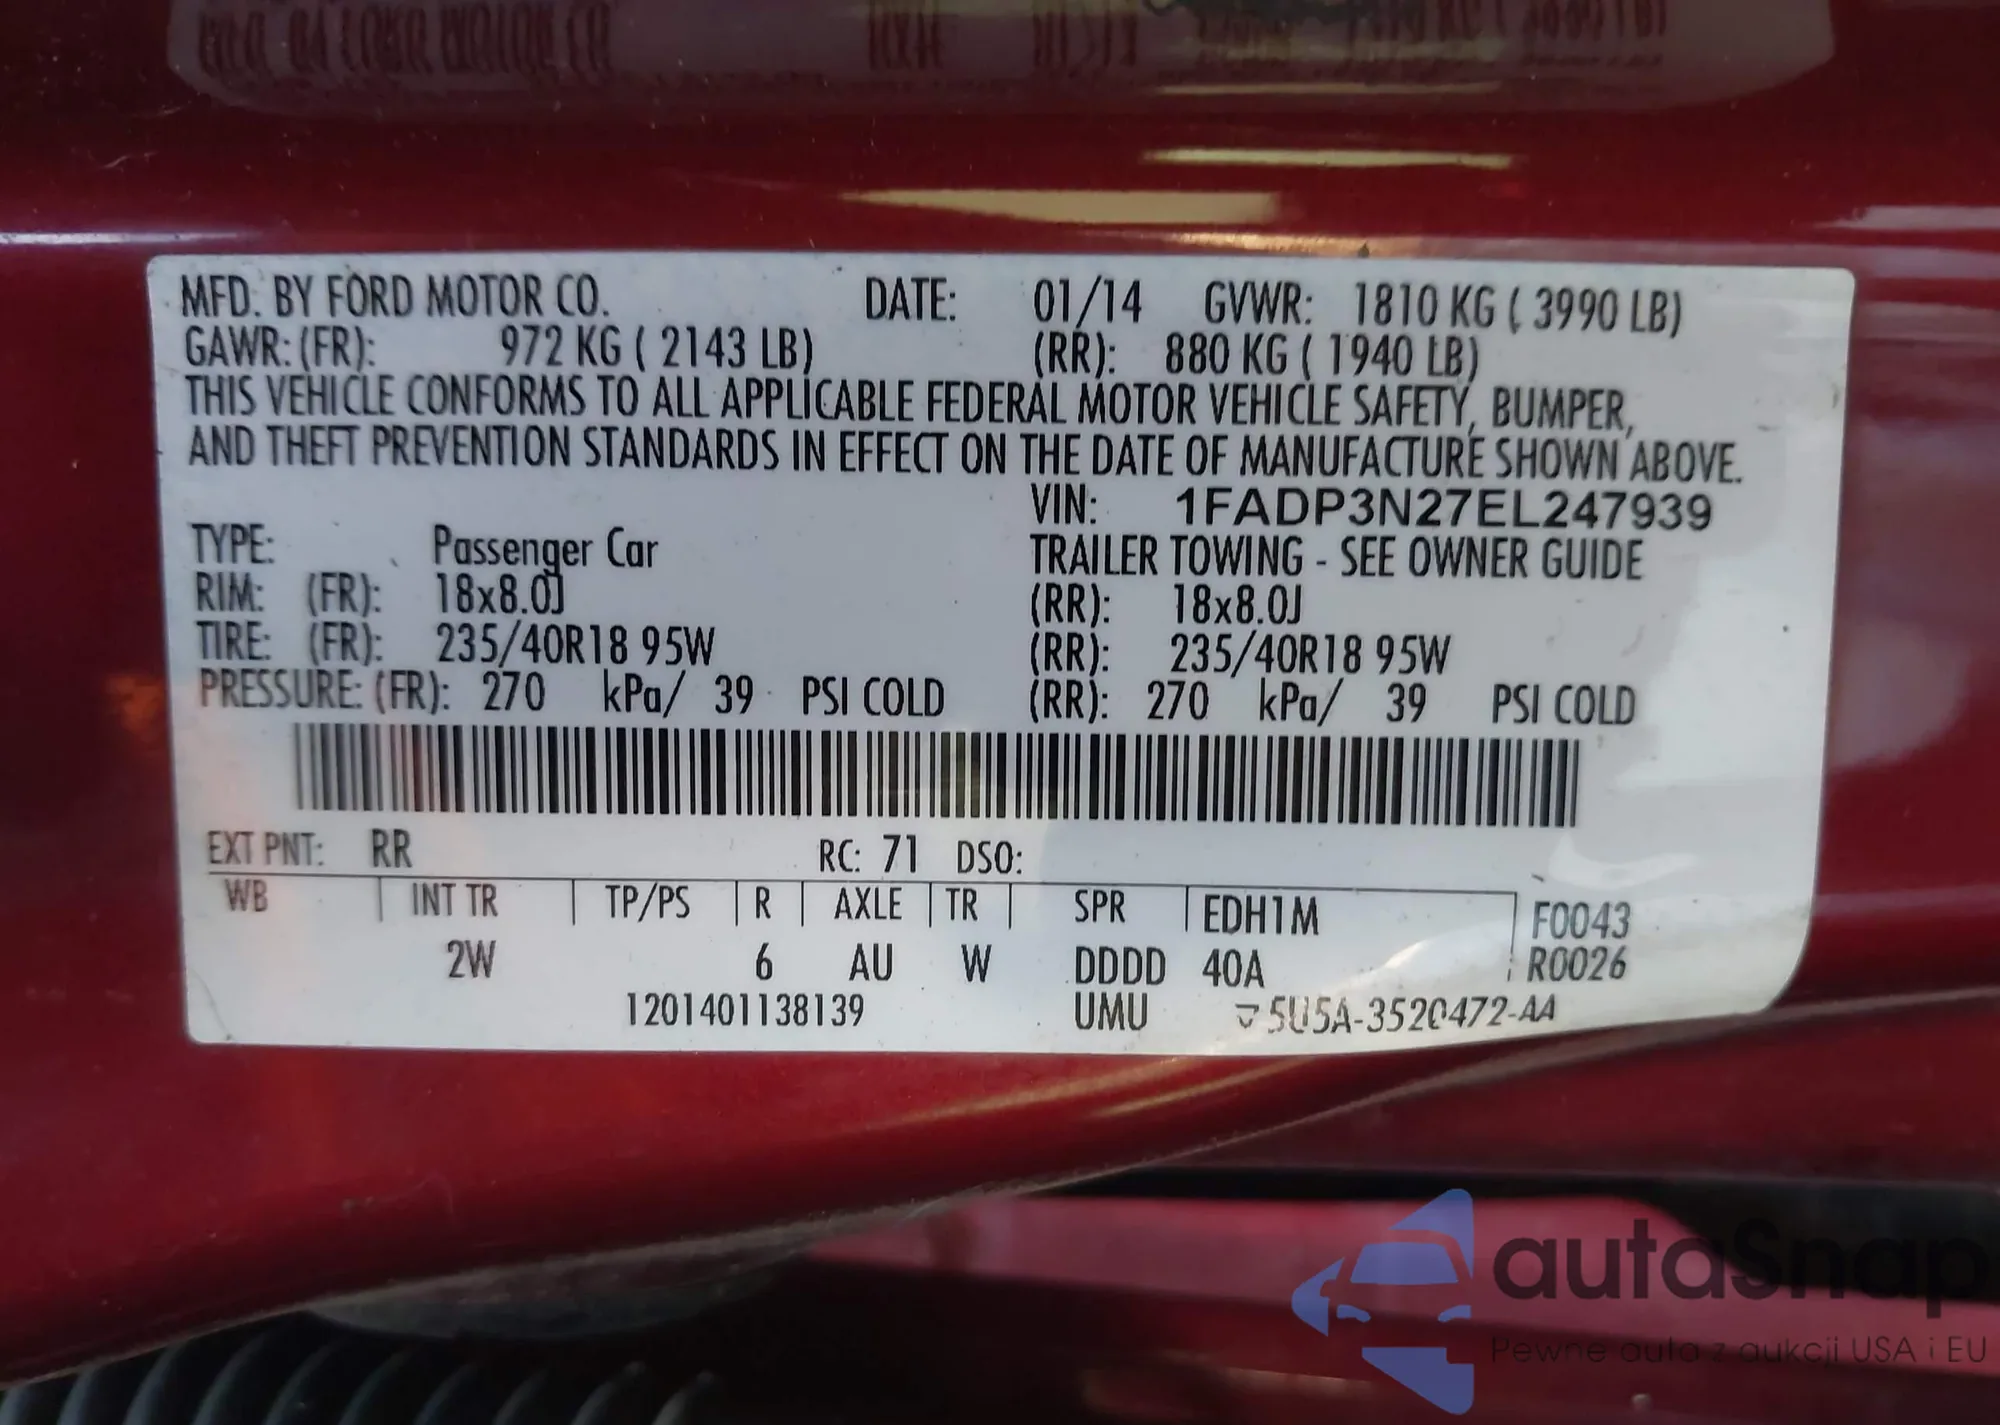 MFD. BY FORD MOTOR CO. DATE: 01/14 GVWR: 1810 KG ( 3990 LB)
GAWR: (FR): 972 KG ( 2143 LB) (RR): 880 KG ( 1940 LB)
THIS VEHICLE CONFORMS TO ALL APPLICABLE FEDERAL MOTOR VEHICLE SAFETY, BUMPER,
AND THEFT PREVENTION STANDARDS IN EFFECT ON THE DATE OF MANUFACTURE SHOWN ABOVE.
VIN: 1FADP3N27EL247939
TYPE: Passenger Car TRAILER TOWING - SEE OWNER GUIDE
RIM: (FR): 18x8.0J (RR): 18x8.0J
TIRE: (FR): 235/40R18 95W (RR): 235/40R18 95W
PRESSURE: (FR): 270 kPa/ 39 PSI COLD (RR): 270 kPa/ 39 PSI COLD
EXT PNT: RR RC: 71 DSO:
WB INT TR TP/PS R AXLE TR SPR EDH1M F0043
2W 6 AU W DDDD 40A R0026
1201401138139 UMU 5U5A-3520472-AA
autaSnap
Pewne auta z aukcji USA i EU